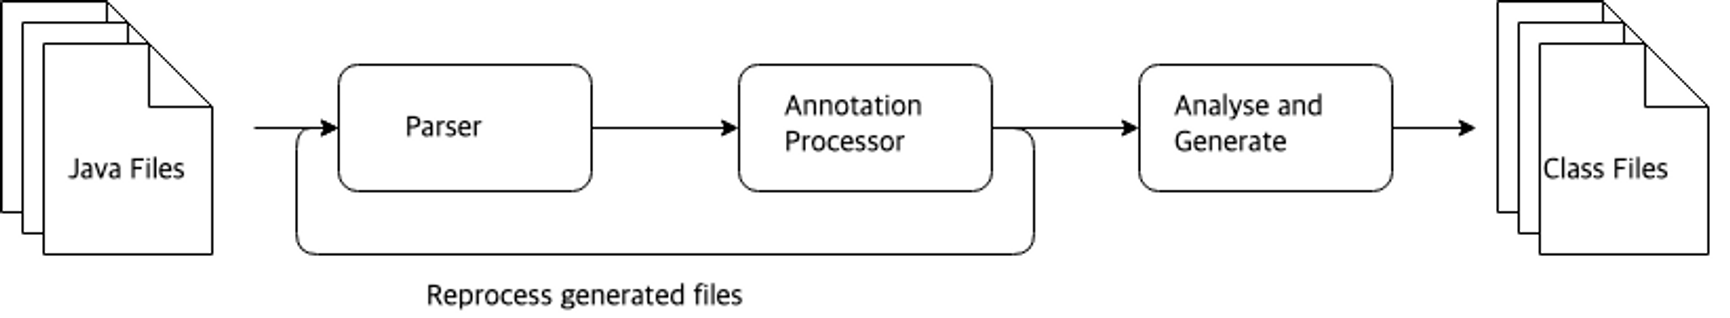 Java Files
Parser
Annotation
Processor
Analyse and
Generate
Class Files
Reprocess generated files